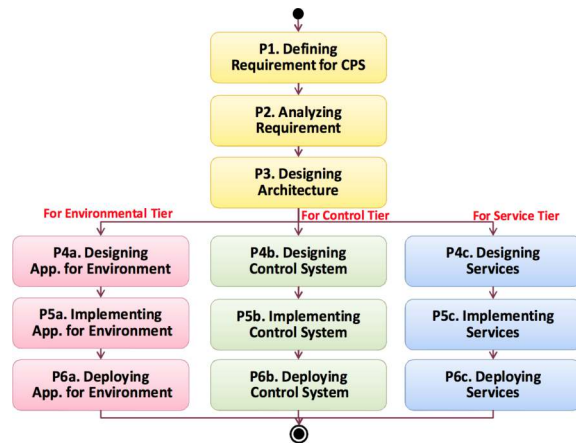 P1. Defining
Requirement for CPS
P2. Analyzing
Requirement
P3. Designing
Architecture
For Environmental Tier
For Control Tier
For Service Tier
P4a. Designing
App. for Environment
P4b. Designing
Control System
P4c. Designing
Services
P5a. Implementing
App. for Environment
P5b. Implementing
Control System
P5c. Implementing
Services
P6a. Deploying
App. for Environment
P6b. Deploying
Control System
P6c. Deploying
Services